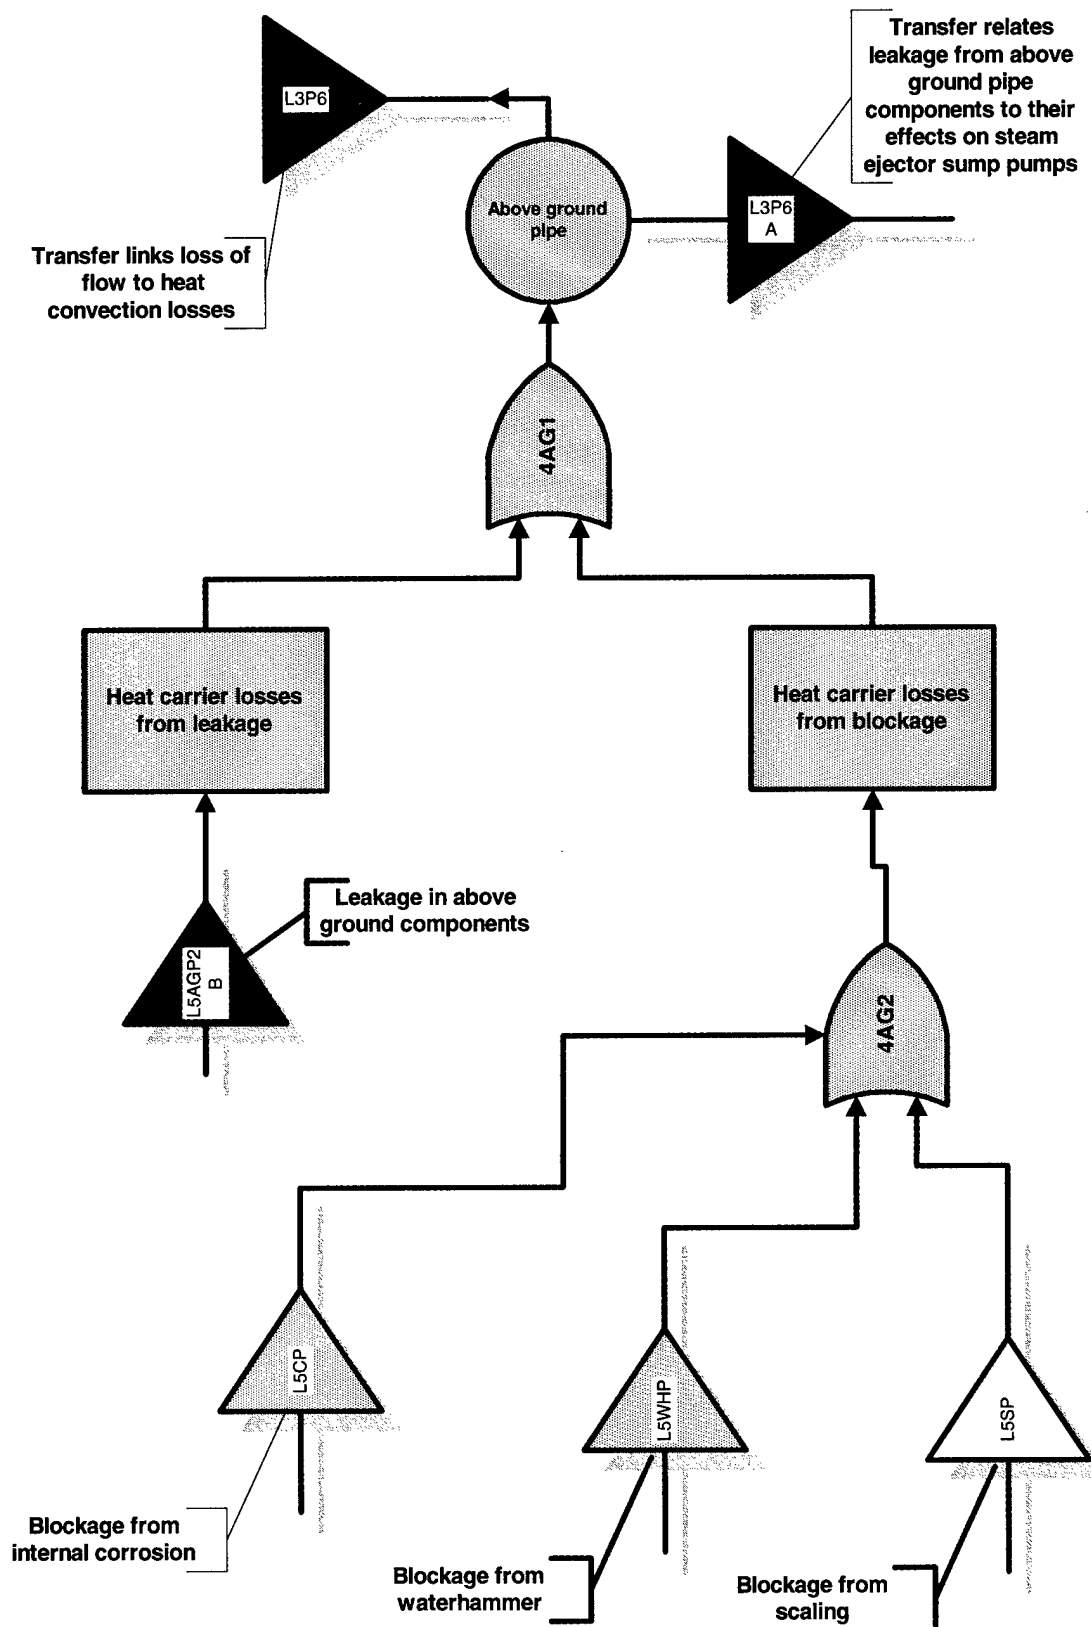 Transfer relates
leakage from above
ground pipe
components to their
effects on steam
ejector sump pumps
L3P6
Above ground
pipe
L3P6
A
Transfer links loss of
flow to heat
convection losses
4AG1
Heat carrier losses
from leakage
Heat carrier losses
from blockage
Leakage in above
ground components
L5AGP2
B
4AG2
L5CP
L5WHP
L5SP
Blockage from
internal corrosion
Blockage from
waterhammer
Blockage from
scaling